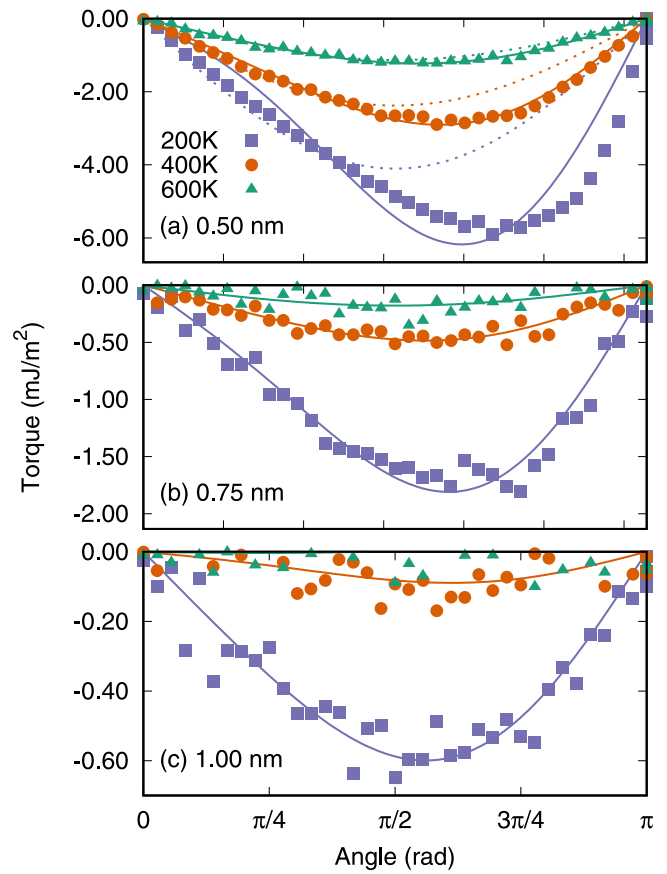 0.00
-2.00
-4.00
-6.00
200K
400K
600K
(a) 0.50 nm
0.00
-0.50
-1.00
-1.50
-2.00
(b) 0.75 nm
Torque (mJ/m²)
0.00
-0.20
-0.40
-0.60
(c) 1.00 nm
0 π/4 π/2 3π/4 π
Angle (rad)